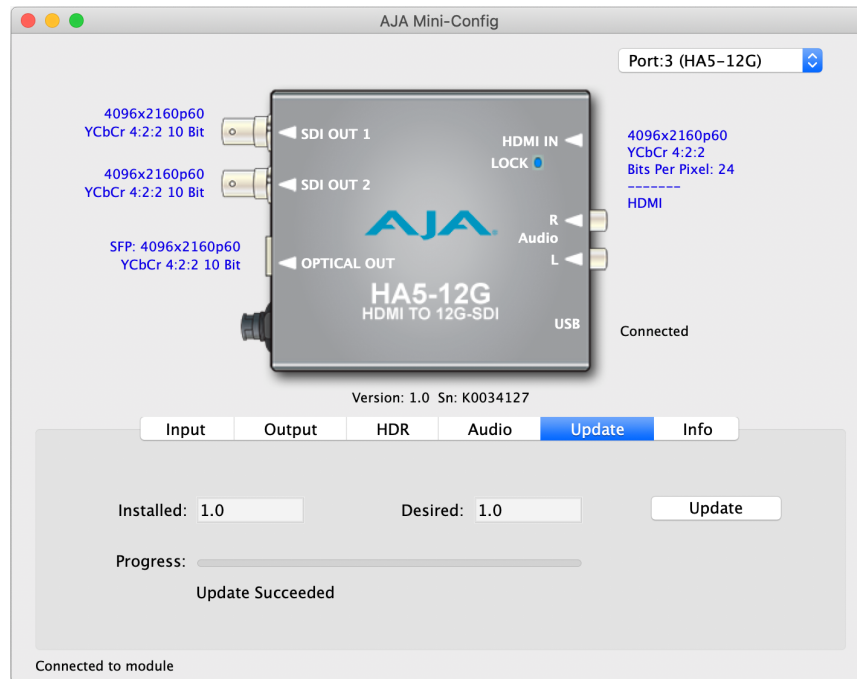 AJA Mini-Config
Port:3 (HA5-12G)
4096x2160p60
YCbCr 4:2:2 10 Bit
4096x2160p60
YCbCr 4:2:2 10 Bit
SFP: 4096x2160p60
YCbCr 4:2:2 10 Bit
SDI OUT 1
SDI OUT 2
OPTICAL OUT
HDMI IN
LOCK
AJA
R
Audio
L
HA5-12G
HDMI TO 12G-SDI
USB
4096x2160p60
YCbCr 4:2:2
Bits Per Pixel: 24
-------
HDMI
Connected
Version: 1.0 Sn: K0034127
Input Output HDR Audio Update Info
Installed: 1.0 Desired: 1.0 Update
Progress:
Update Succeeded
Connected to module